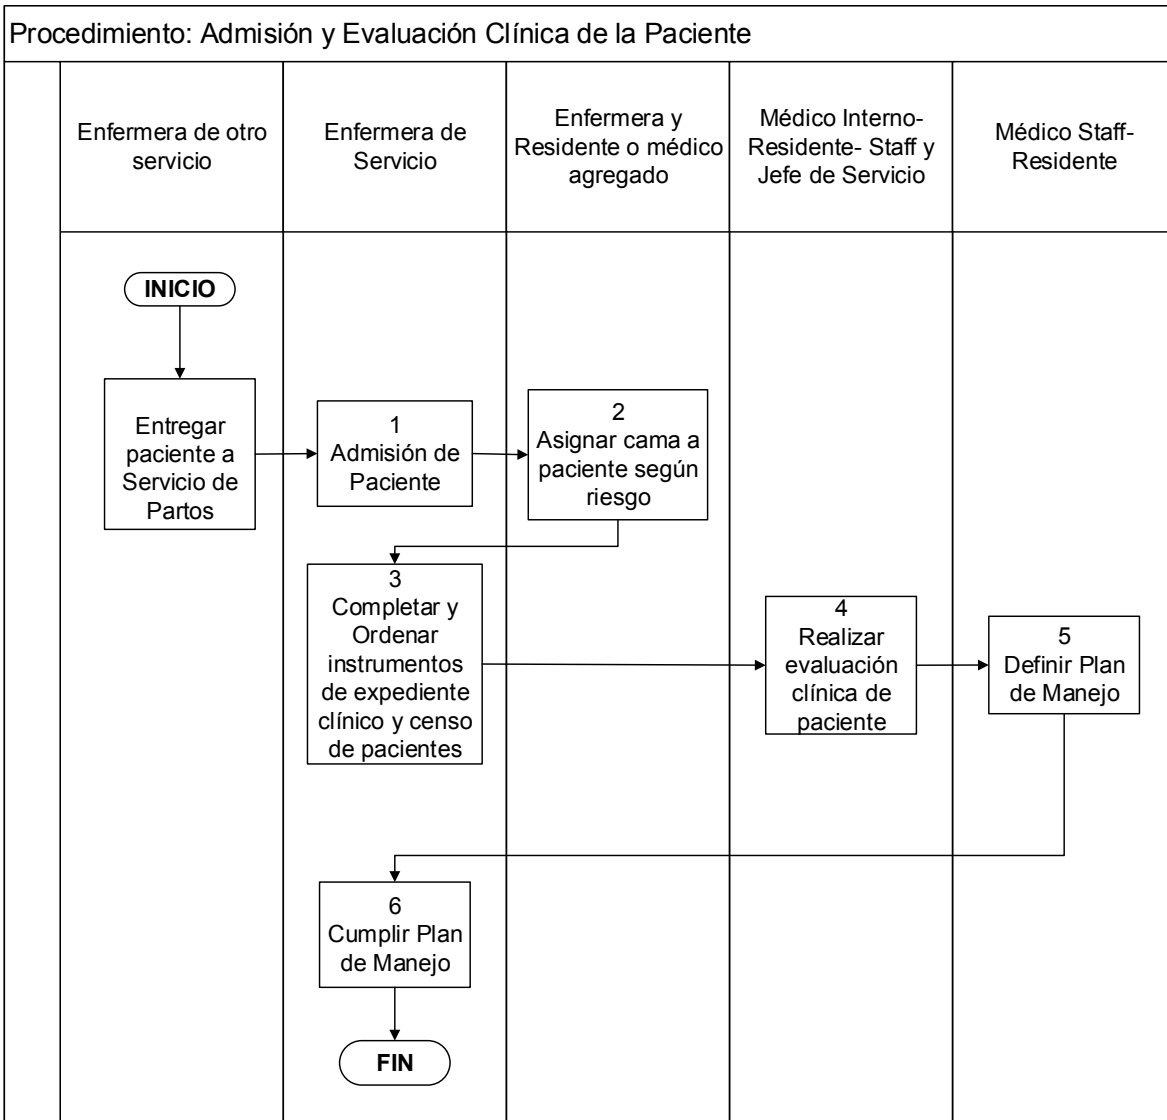 Procedimiento: Admisión y Evaluación Clínica de la Paciente
Enfermera de otro
servicio
Enfermera de
Servicio
Enfermera y
Residente o médico
agregado
Médico Interno-
Residente- Staff y
Jefe de Servicio
Médico Staff-
Residente
INICIO
Entregar
paciente a
Servicio de
Partos
1
Admisión de
Paciente
2
Asignar cama a
paciente según
riesgo
3
Completar y
Ordenar
instrumentos
de expediente
clínico y censo
de pacientes
4
Realizar
evaluación
clínica de
paciente
5
Definir Plan
de Manejo
6
Cumplir Plan
de Manejo
FIN